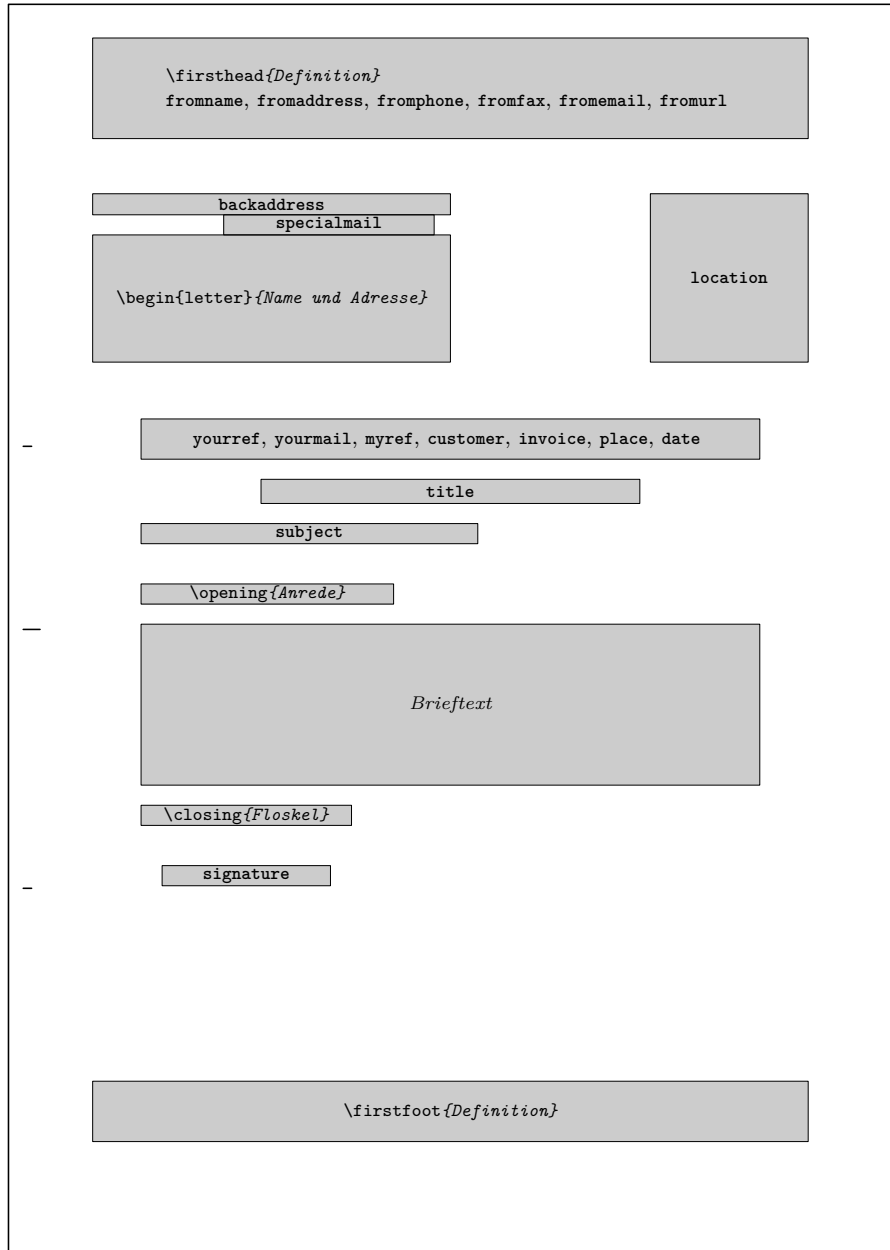 \firsthead{Definition}
fromname, fromaddress, fromphone, fromfax, fromemail, fromurl
backaddress
specialmail
\begin{letter}{Name und Adresse}
location
yourref, yourmail, myref, customer, invoice, place, date
title
subject
\opening{Anrede}
Brieftext
\closing{Floskel}
signature
\firstfoot{Definition}